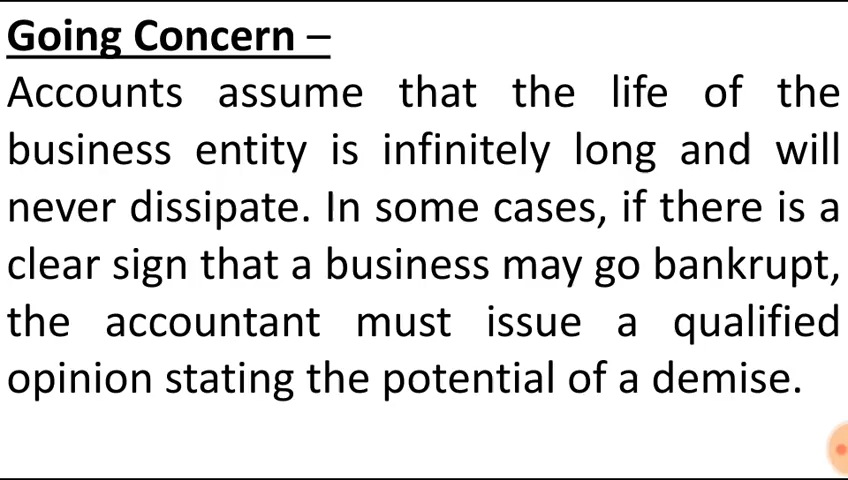 Going Concern –
Accounts assume that the life of the
business entity is infinitely long and will
never dissipate. In some cases, if there is a
clear sign that a business may go bankrupt,
the accountant must issue a qualified
opinion stating the potential of a demise.